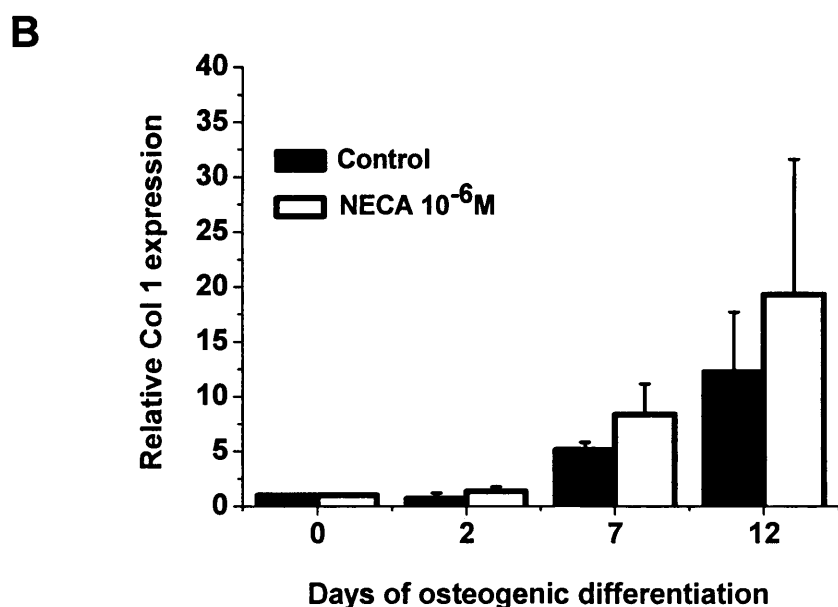 B
40
35
30
25
20
15
10
5
0
Relative Col 1 expression
Control
NECA 10⁻⁶M
0 2 7 12
Days of osteogenic differentiation